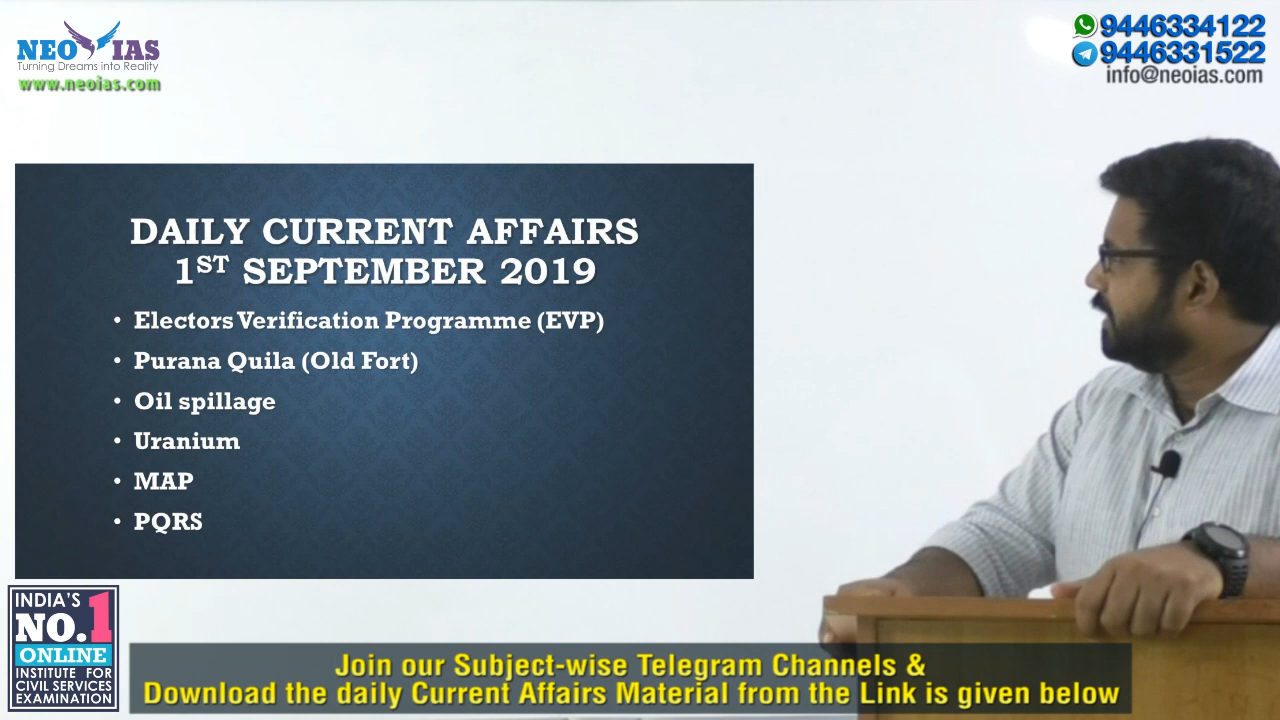 NEO IAS
Turning Dreams into Reality
www.neoias.com
9446334122
9446331522
info@neoias.com
DAILY CURRENT AFFAIRS
1ST SEPTEMBER 2019
• Electors Verification Programme (EVP)
• Purana Quila (Old Fort)
• Oil spillage
• Uranium
• MAP
• PQRS
INDIA'S
NO.1
ONLINE
INSTITUTE FOR
CIVIL SERVICES
EXAMINATION
Join our Subject-wise Telegram Channels &
Download the daily Current Affairs Material from the Link is given below